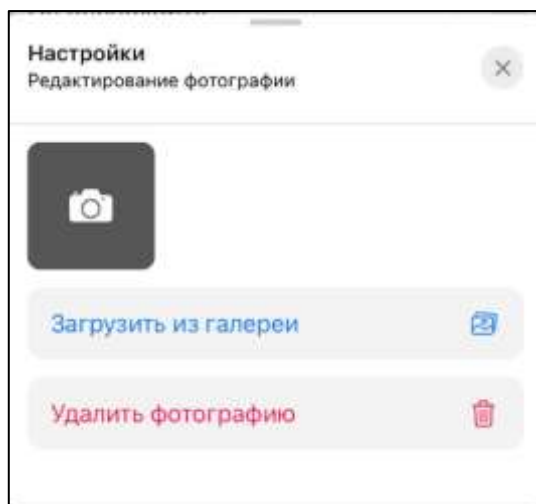 Настройки
Редактирование фотографии
Загрузить из галереи
Удалить фотографию